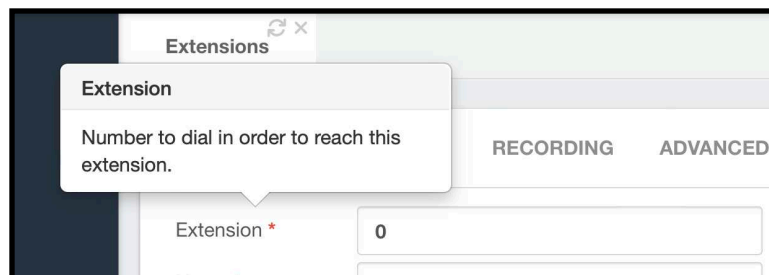 Extensions
Extension
Number to dial in order to reach this
extension.
RECORDING ADVANCED
Extension * 0